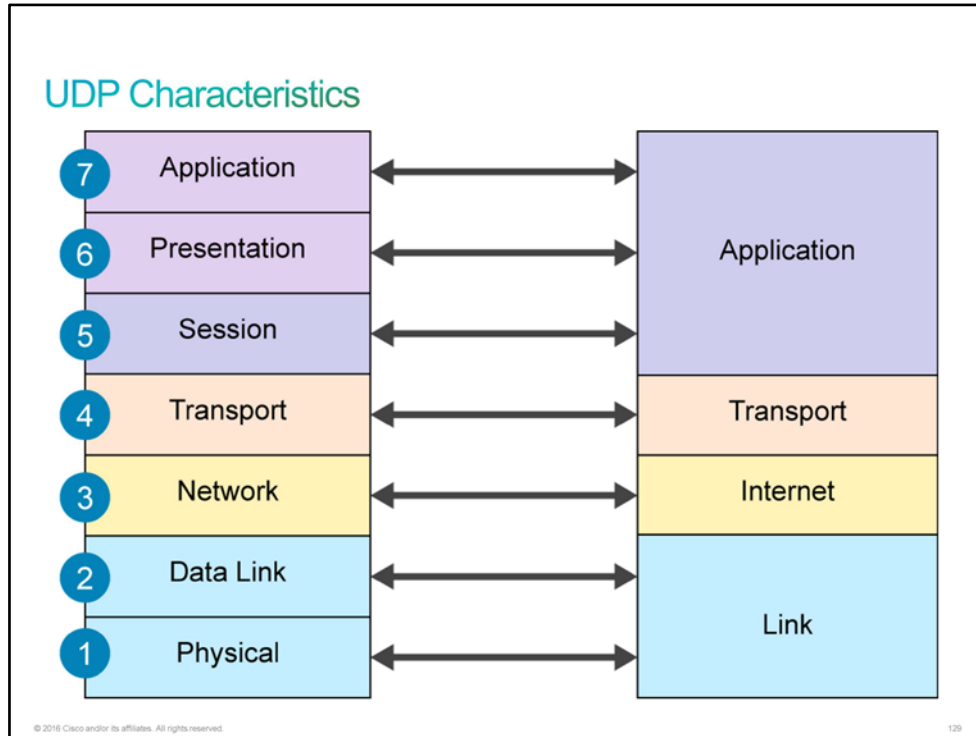 UDP Characteristics
7
Application
6
Presentation
5
Session
4
Transport
3
Network
2
Data Link
1
Physical
Application
Transport
Internet
Link
© 2016 Cisco and/or its affiliates. All rights reserved.
129